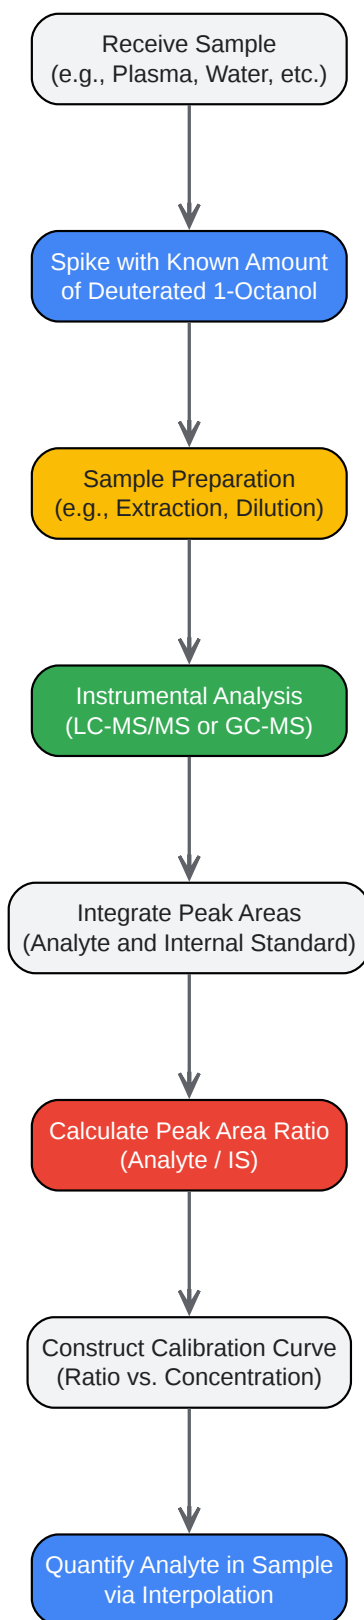 Receive Sample
(e.g., Plasma, Water, etc.)
Spike with Known Amount
of Deuterated 1-Octanol
Sample Preparation
(e.g., Extraction, Dilution)
Instrumental Analysis
(LC-MS/MS or GC-MS)
Integrate Peak Areas
(Analyte and Internal Standard)
Calculate Peak Area Ratio
(Analyte / IS)
Construct Calibration Curve
(Ratio vs. Concentration)
Quantify Analyte in Sample
via Interpolation